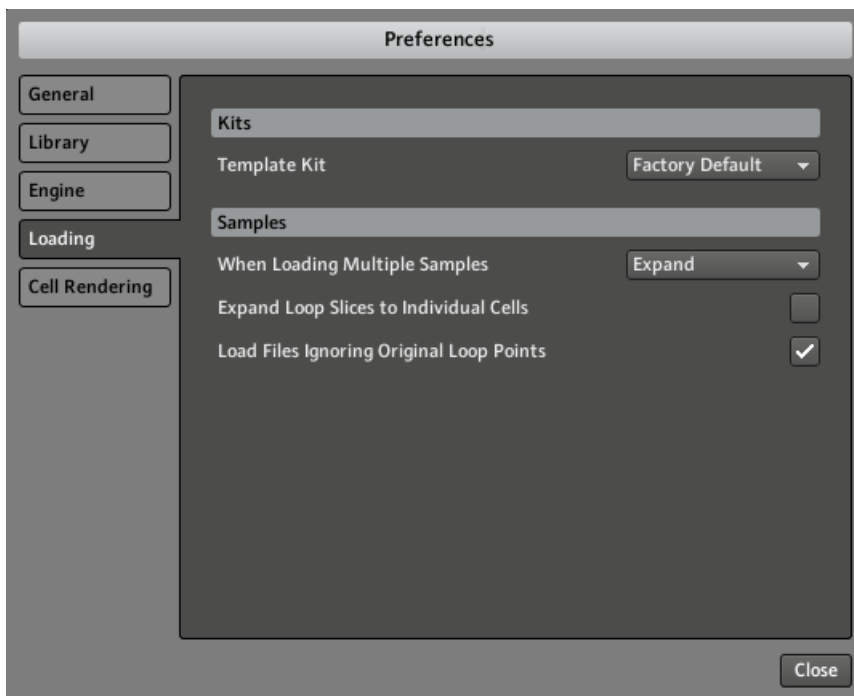 Preferences
General
Library
Engine
Loading
Cell Rendering
Kits
Template Kit Factory Default
Samples
When Loading Multiple Samples Expand
Expand Loop Slices to Individual Cells
Load Files Ignoring Original Loop Points
Close